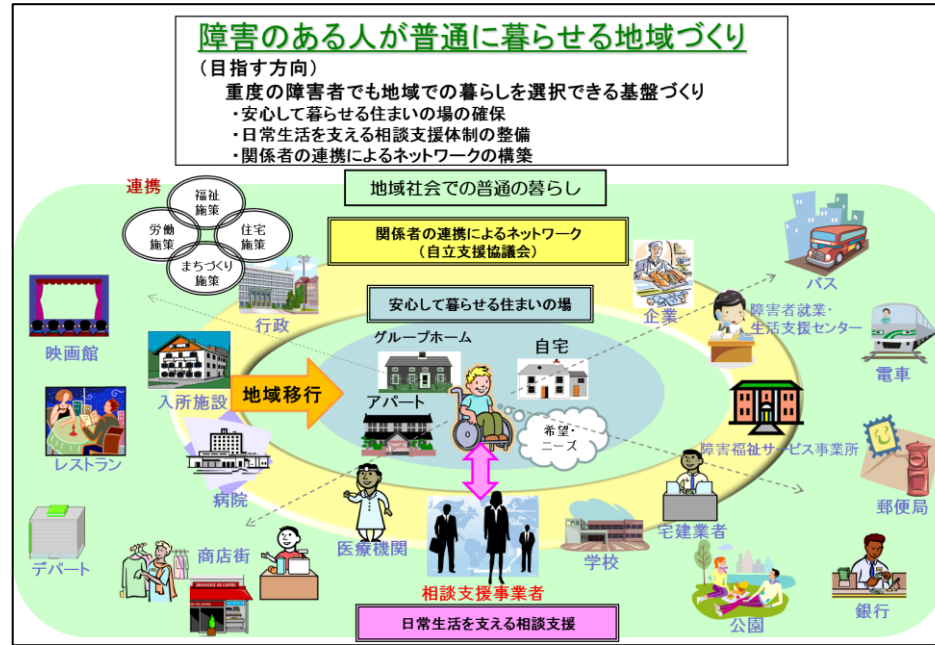 障害のある人が普通に暮らせる地域づくり
（目指す方向）
重度の障害者でも地域での暮らしを選択できる基盤づくり
・安心して暮らせる住まいの場の確保
・日常生活を支える相談支援体制の整備
・関係者の連携によるネットワークの構築
連携
福祉
施策
労働
施策
住宅
施策
まちづくり
施策
地域社会での普通の暮らし
関係者の連携によるネットワーク
（自立支援協議会）
安心して暮らせる住まいの場
行政
企業
バス
障害者就業・
生活支援センター
映画館
グループホーム
自宅
電車
入所施設
地域移行
アパート
希望・
ニーズ
障害福祉サービス事業所
レストラン
病院
医療機関
宅建業者
郵便局
デパート
商店街
学校
相談支援事業者
公園
銀行
日常生活を支える相談支援